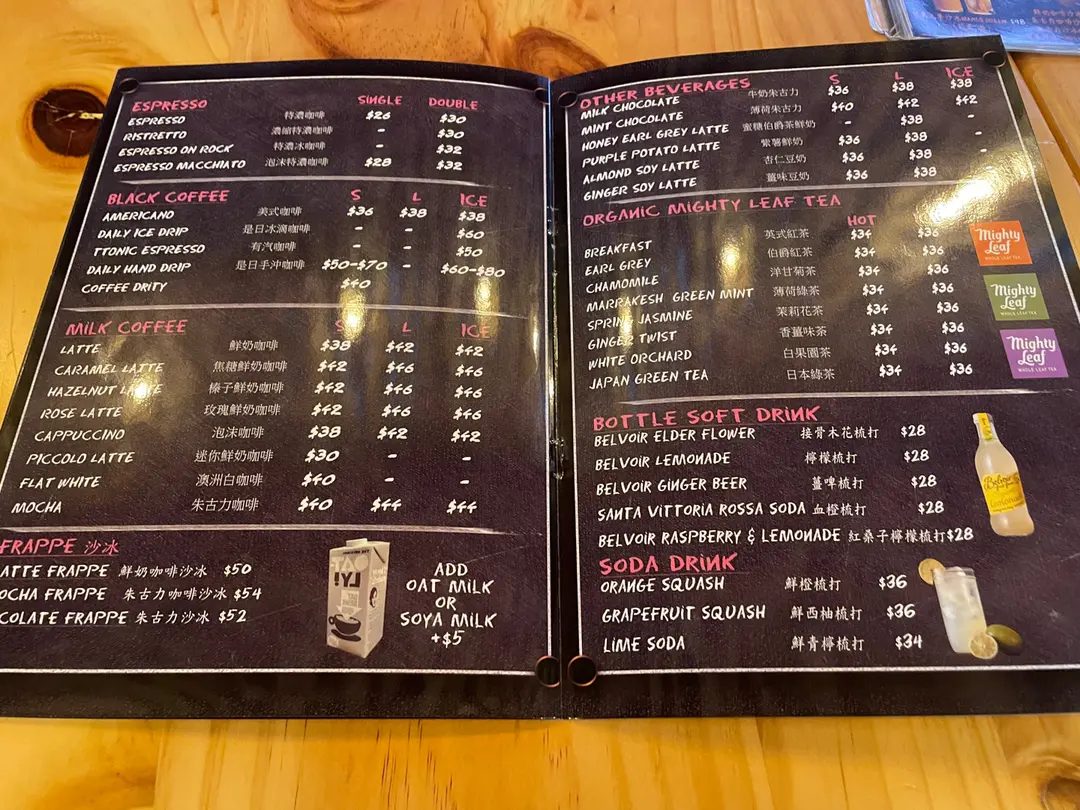 ESPRESSO SINGLE DOUBLE
ESPRESSO 特濃咖啡 $26 $30
RISTRETTO 濃縮特濃咖啡 - $30
ESPRESSO ON ROCK 特濃冰咖啡 - $32
ESPRESSO MACCHIATO 泡沫特濃咖啡 $28 $32
BLACK COFFEE S L ICE
AMERICANO 美式咖啡 $36 $38 $38
DAILY ICE DRIP 是日冰滴咖啡 - - $60
TTONIC ESPRESSO 有汽咖啡 - - $50
DAILY HAND DRIP 是日手沖咖啡 $50-$70 - $60-$80
COFFEE DRITY $40
MILK COFFEE S L ICE
LATTE 鮮奶咖啡 $38 $42 $42
CARAMEL LATTE 焦糖鮮奶咖啡 $42 $46 $46
HAZELNUT LATTE 榛子鮮奶咖啡 $42 $46 $46
ROSE LATTE 玫瑰鮮奶咖啡 $42 $46 $46
CAPPUCCINO 泡沫咖啡 $38 $42 $42
PICCOLO LATTE 迷你鮮奶咖啡 $30 - -
FLAT WHITE 澳洲白咖啡 $40 - -
MOCHA 朱古力咖啡 $40 $44 $44
FRAPPE 沙冰
ATTE FRAPPE 鮮奶咖啡沙冰 $50
OCHA FRAPPE 朱古力咖啡沙冰 $54
COLATE FRAPPE 朱古力沙冰 $52
ADD
OAT MILK
OR
SOYA MILK
+$5
OTHER BEVERAGES S L ICE
MILK CHOCOLATE 牛奶朱古力 $36 $38 $38
MINT CHOCOLATE 薄荷朱古力 $40 $42 $42
HONEY EARL GREY LATTE 蜜糖伯爵茶鮮奶 - $38 -
PURPLE POTATO LATTE 紫薯鮮奶 $36 $38 -
ALMOND SOY LATTE 杏仁豆奶 $36 $38
GINGER SOY LATTE 薑味豆奶 $36 $38
ORGANIC MIGHTY LEAF TEA
HOT
BREAKFAST 英式紅茶 $34 $36
EARL GREY 伯爵紅茶 $34 $36
CHAMOMILE 洋甘菊茶 $34 $36
MARRAKESH GREEN MINT 薄荷綠茶 $34 $36
SPRING JASMINE 茉莉花茶 $34 $36
GINGER TWIST 香薑味茶 $34 $36
WHITE ORCHARD 白果園茶 $34 $36
JAPAN GREEN TEA 日本綠茶 $34 $36
Mighty
Leaf
WHOLE LEAF TEA
Mighty
Leaf
WHOLE LEAF TEA
Mighty
Leaf
WHOLE LEAF TEA
BOTTLE SOFT DRINK
BELVOIR ELDER FLOWER 接骨木花梳打 $28
BELVOIR LEMONADE 檸檬梳打 $28
BELVOIR GINGER BEER 薑啤梳打 $28
SANTA VITTORIA ROSSA SODA 血橙梳打 $28
BELVOIR RASPBERRY & LEMONADE 紅桑子檸檬梳打 $28
Belvoir
SODA DRINK
ORANGE SQUASH 鮮橙梳打 $36
GRAPEFRUIT SQUASH 鮮西柚梳打 $36
LIME SODA 鮮青檸梳打 $34